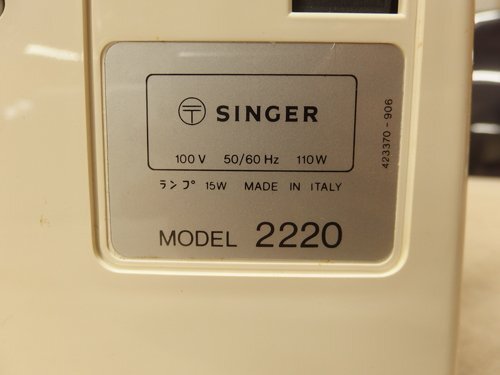 〒 SINGER
100 V 50/60 Hz 110 W
ランプ 15W MADE IN ITALY
MODEL 2220
423370-906